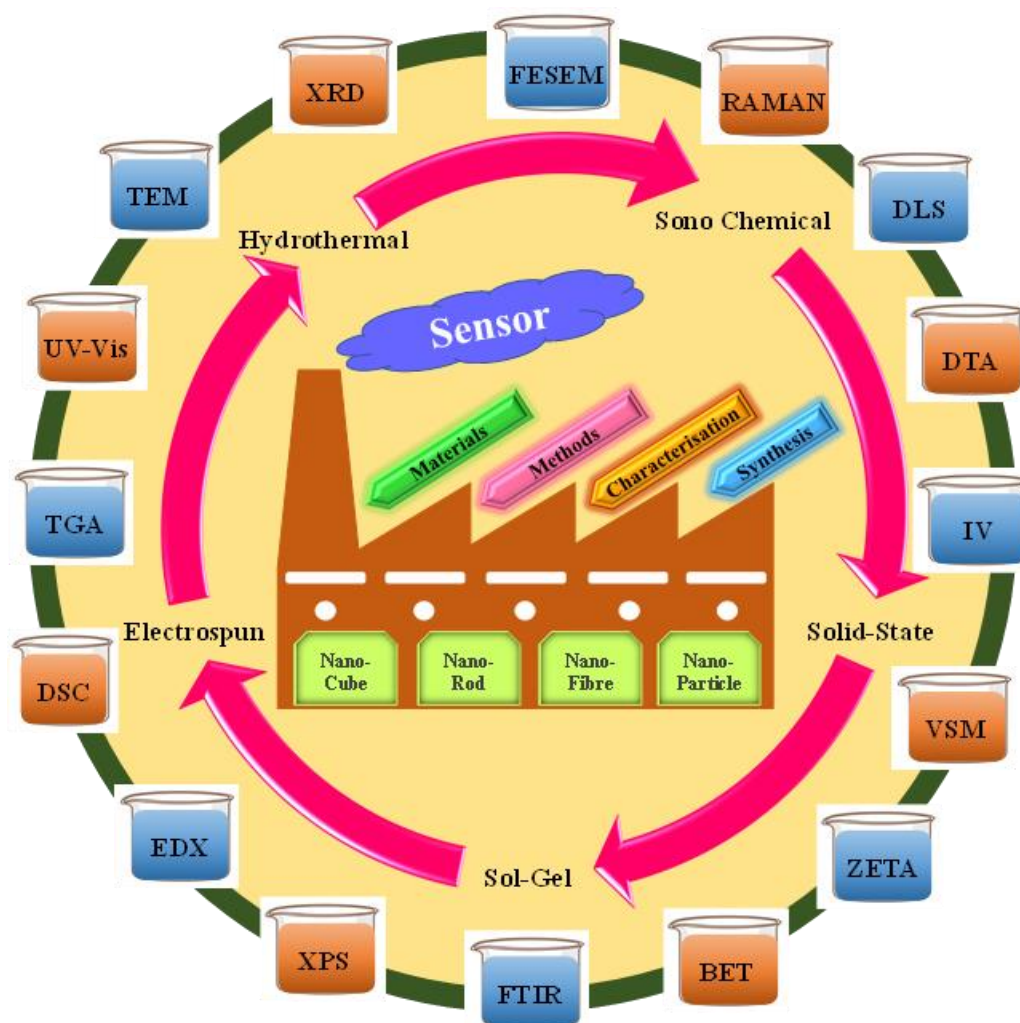 FESEM
XRD
RAMAN
TEM
DLS
Hydrothermal
Sono Chemical
Sensor
UV-Vis
DTA
Materials
Methods
Characterisation
Synthesis
TGA
IV
Electrospun
Solid-State
Nano-
Cube
Nano-
Rod
Nano-
Fibre
Nano-
Particle
DSC
VSM
EDX
ZETA
Sol-Gel
XPS
FTIR
BET